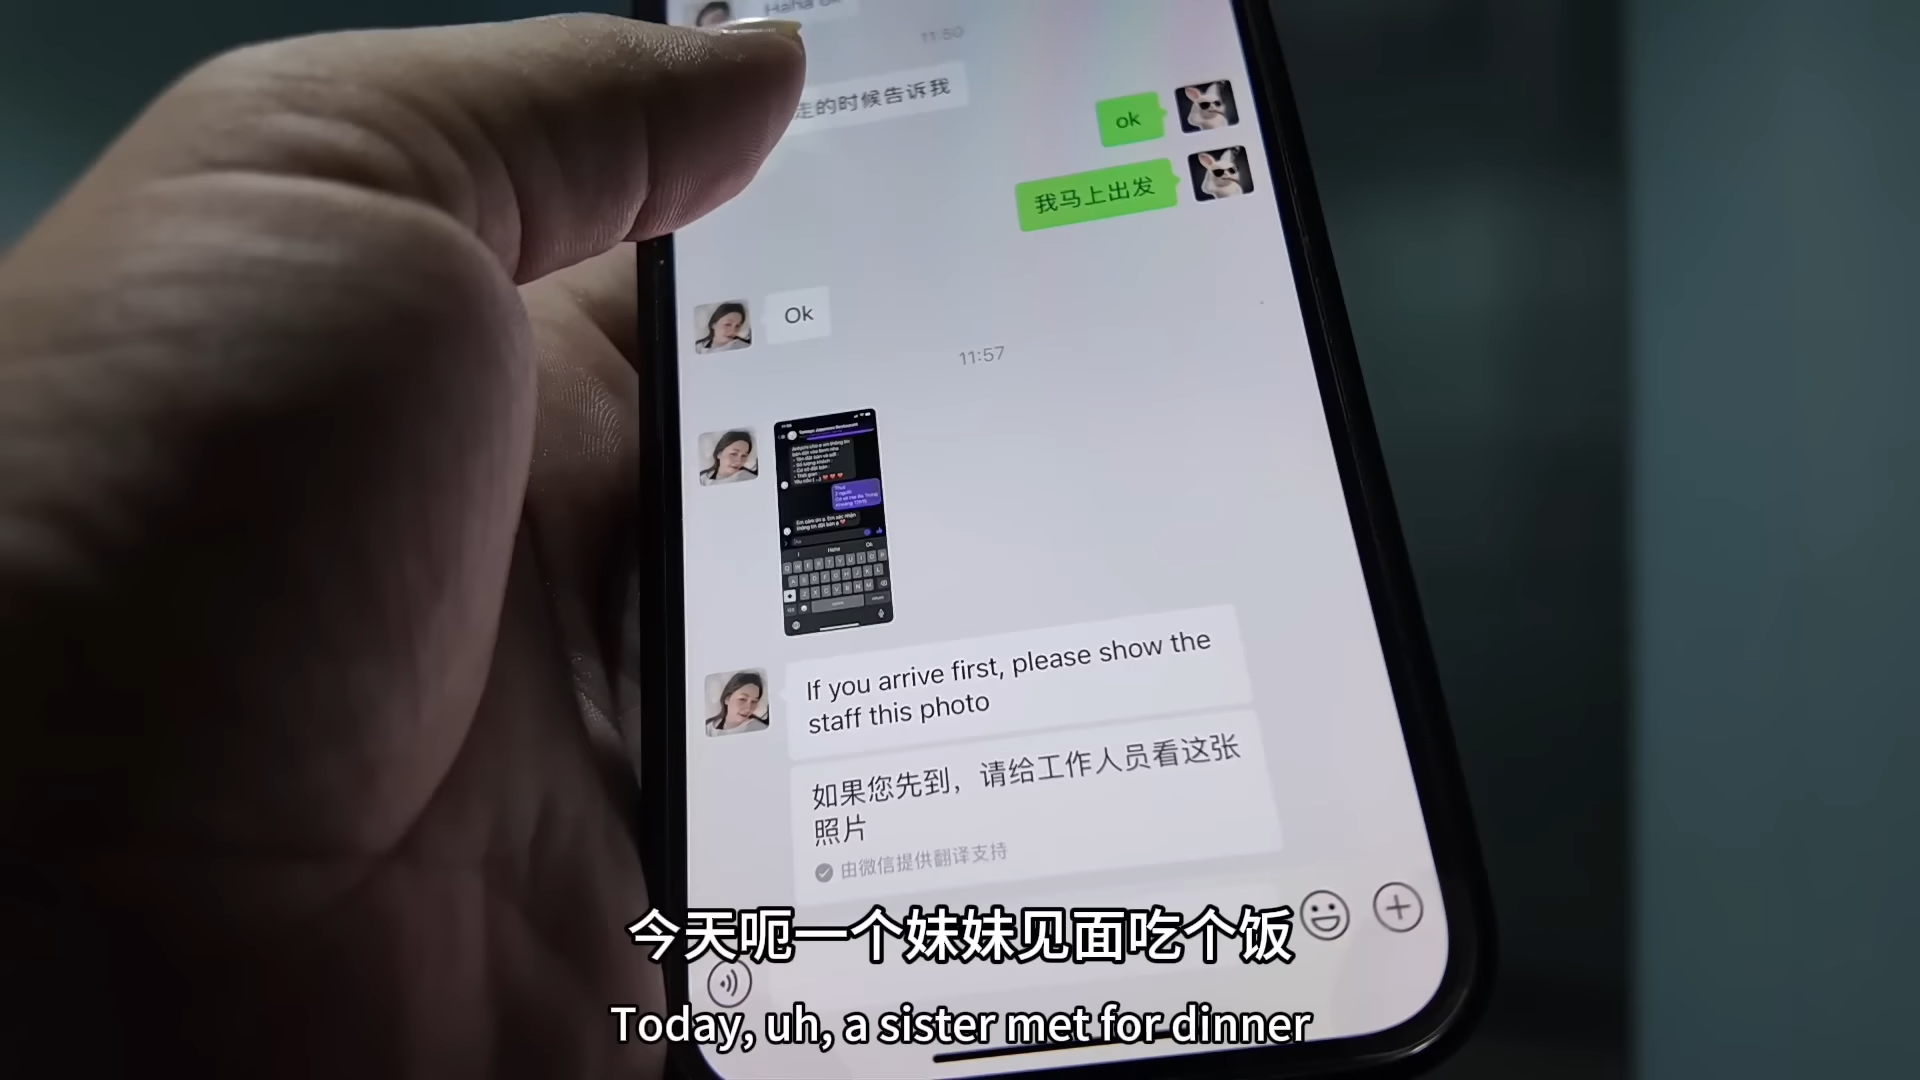 Haha ok
11:50
走的时候告诉我
ok
我马上出发
Ok
11:57
If you arrive first, please show the
staff this photo
如果您先到，请给工作人员看这张
照片
由微信提供翻译支持
今天呃一个妹妹见面吃个饭
Today, uh, a sister met for dinner